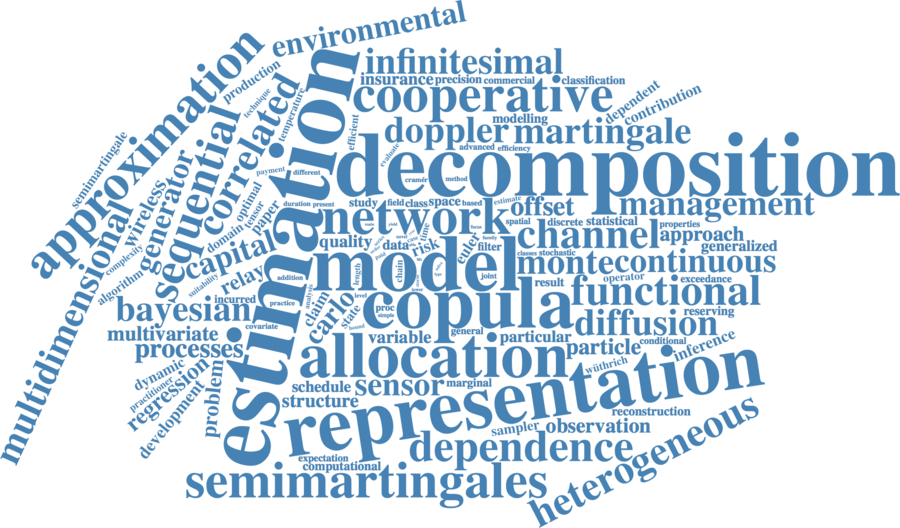 environmental
approximation
infinitesimal
production
insurance
precision
commercial
classification
cooperative
technique
correlated
temperature
estimation
dependent
contribution
modelling
doppler
martingale
efficient
advanced
efficiency
semimartingale
sequential
evaluate
decomposition
wireless
generator
payment
different
cramér
method
optimal
tensor
paper
duration
present
study
field
class
space
based
estimate
offset
management
multidimensional
network
spatial
discrete
statistical
properties
domain
complexity
capital
quality
data
risk
time
euler
filter
channel
approach
generalized
algorithm
suitability
relay
addition
model
chain
length
joint
classes
stochastic
montecontinuous
result
operator
exceedance
incurred
practice
analysis
claim
carlo
state
level
bound
proc
simple
copula
functional
reserving
bayesian
covariate
multivariate
variable
general
diffusion
particular
particle
conditional
inference
processes
allocation
wüthrich
dynamic
practitioner
regression
development
problem
schedule
sensor
marginal
representation
structure
reconstruction
sampler
observation
dependence
heterogeneous
expectation
computational
semimartingales